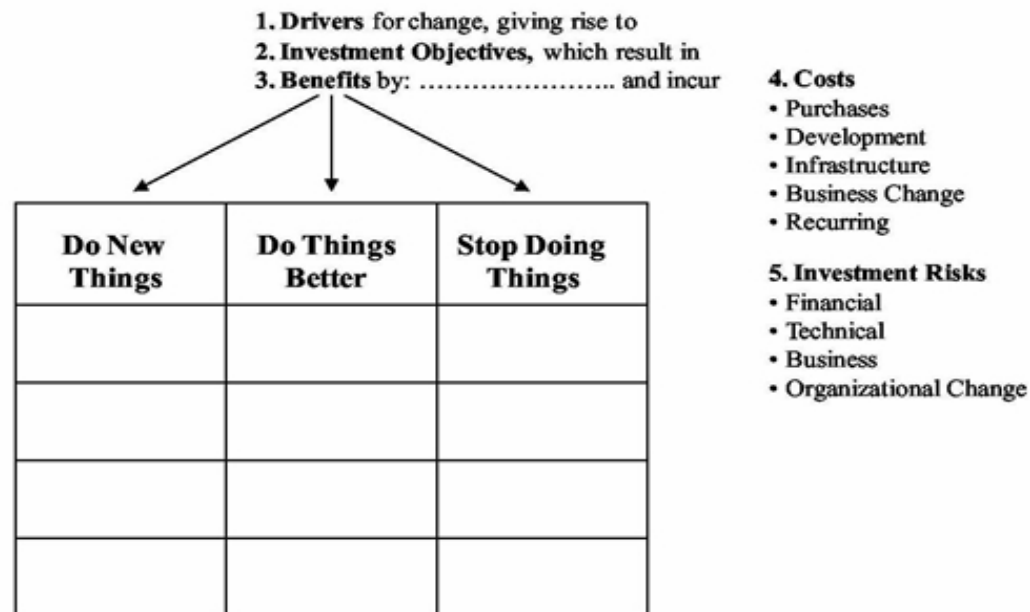 1. Drivers for change, giving rise to
2. Investment Objectives, which result in
3. Benefits by: ........................ and incur
Do New
Things
Do Things
Better
Stop Doing
Things
4. Costs
• Purchases
• Development
• Infrastructure
• Business Change
• Recurring
5. Investment Risks
• Financial
• Technical
• Business
• Organizational Change